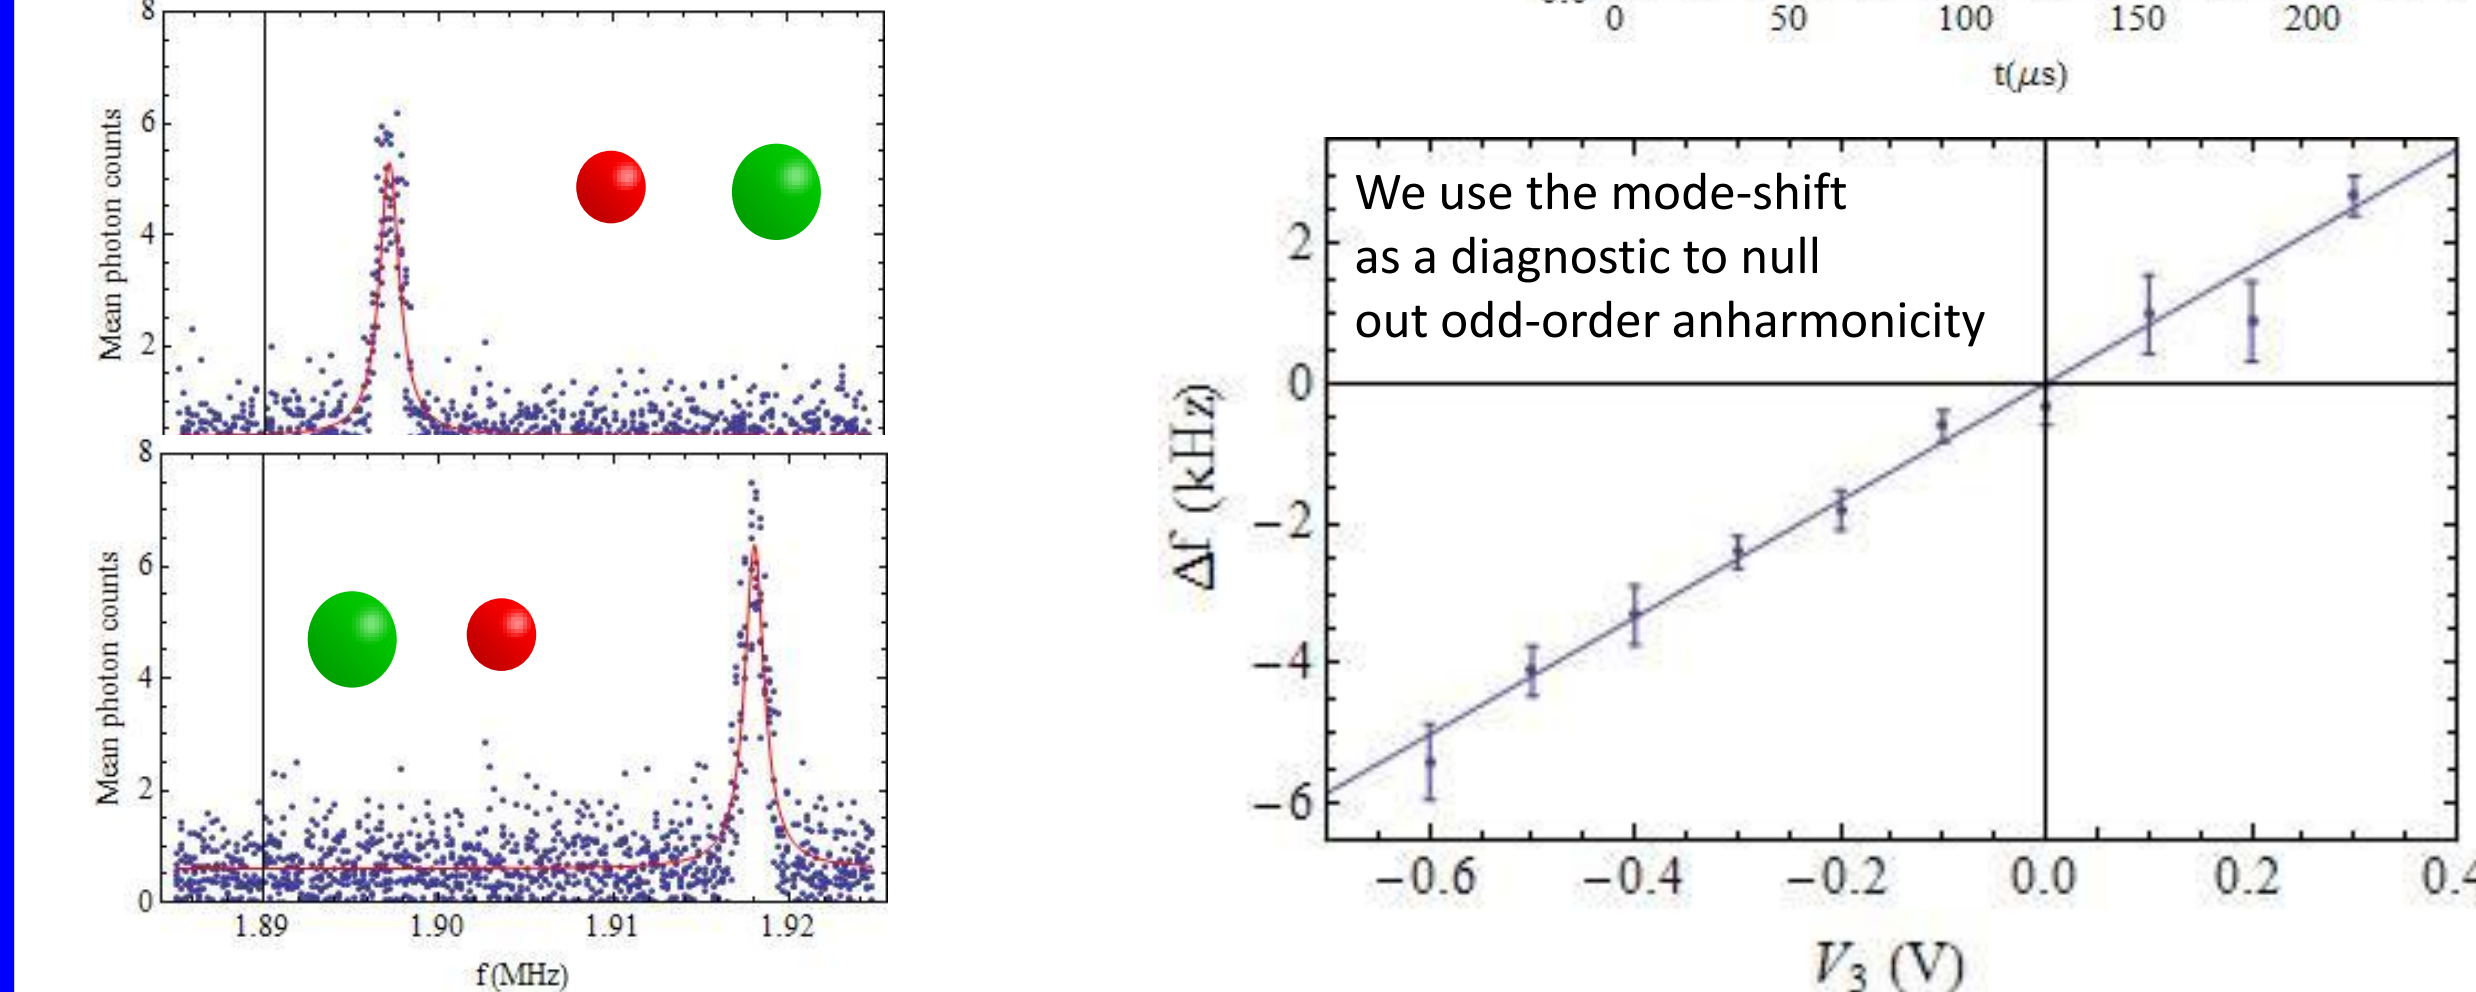 8
6
4
2
Mean photon counts
8
6
4
2
0
Mean photon counts
1.89 1.90 1.91 1.92
f(MHz)
0 50 100 150 200
t(μs)
We use the mode-shift
as a diagnostic to null
out odd-order anharmonicity
2
0
−2
−4
−6
Δf (kHz)
−0.6 −0.4 −0.2 0.0 0.2 0.4
V3 (V)